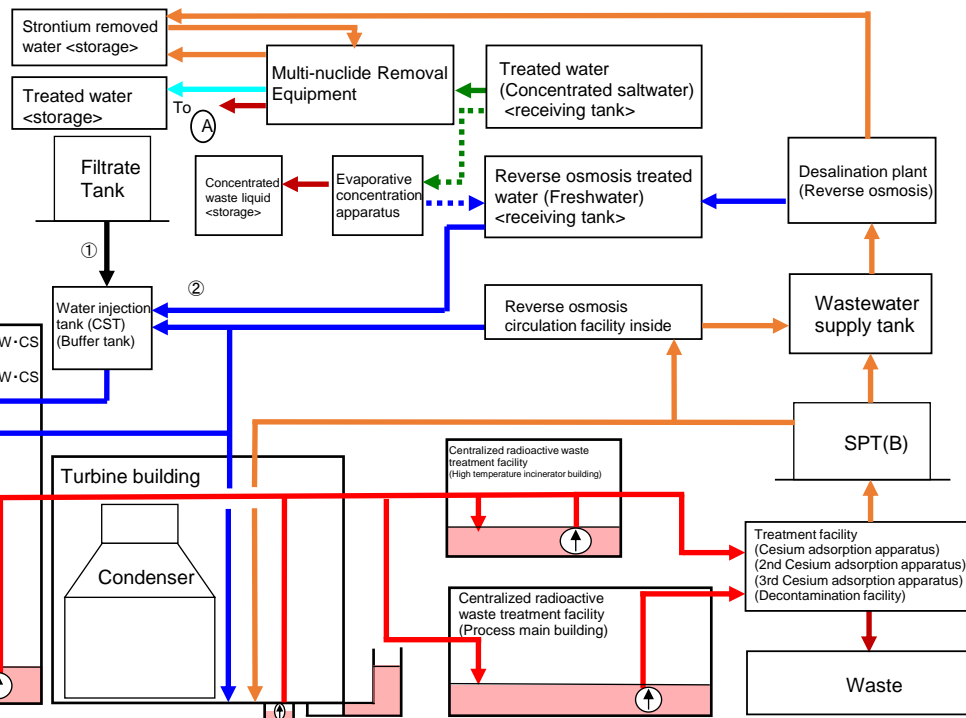 Strontium removed
water <storage>
Treated water
<storage>
To
A
Multi-nuclide Removal
Equipment
Treated water
(Concentrated saltwater)
<receiving tank>
Filtrate
Tank
Concentrated
waste liquid
<storage>
Evaporative
concentration
apparatus
Reverse osmosis treated
water (Freshwater)
<receiving tank>
Desalination plant
(Reverse osmosis)
①
②
Water injection
tank (CST)
(Buffer tank)
Reverse osmosis
circulation facility inside
Wastewater
supply tank
W・CS
W・CS
SPT(B)
Turbine building
Condenser
Centralized radioactive waste
treatment facility
(High temperature incinerator building)
Treatment facility
(Cesium adsorption apparatus)
(2nd Cesium adsorption apparatus)
(3rd Cesium adsorption apparatus)
(Decontamination facility)
Centralized radioactive
waste treatment facility
(Process main building)
Waste